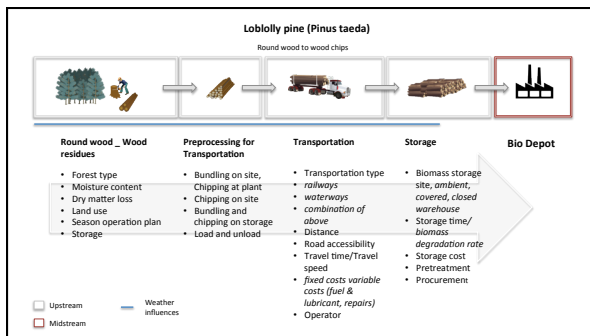 Loblolly pine (Pinus taeda)
Round wood to wood chips
Round wood _ Wood
residues
• Forest type
• Moisture content
• Dry matter loss
• Land use
• Season operation plan
• Storage
Preprocessing for
Transportation
• Bundling on site,
Chipping at plant
• Chipping on site
• Bundling and
chipping on storage
• Load and unload
Transportation
• Transportation type
• railways
• waterways
• combination of
above
• Distance
• Road accessibility
• Travel time/Travel
speed
• fixed costs variable
costs (fuel &
lubricant, repairs)
• Operator
Storage
• Biomass storage
site, ambient,
covered, closed
warehouse
• Storage time/
biomass
degradation rate
• Storage cost
• Pretreatment
• Procurement
Bio Depot
Upstream
Midstream
Weather
influences